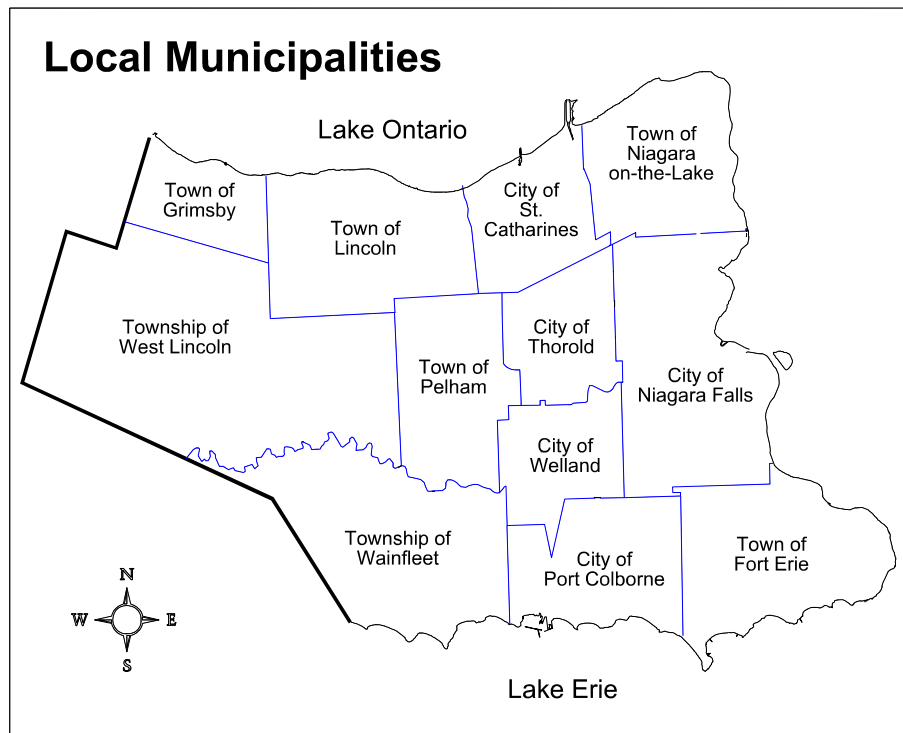 Local Municipalities
Lake Ontario
Town of
Niagara
on-the-Lake
Town of
Grimsby
City of
St.
Catharines
Town of
Lincoln
Township of
West Lincoln
City of
Thorold
Town of
Pelham
City of
Niagara Falls
City of
Welland
Township of
Wainfleet
City of
Port Colborne
Town of
Fort Erie
N
W
E
S
Lake Erie